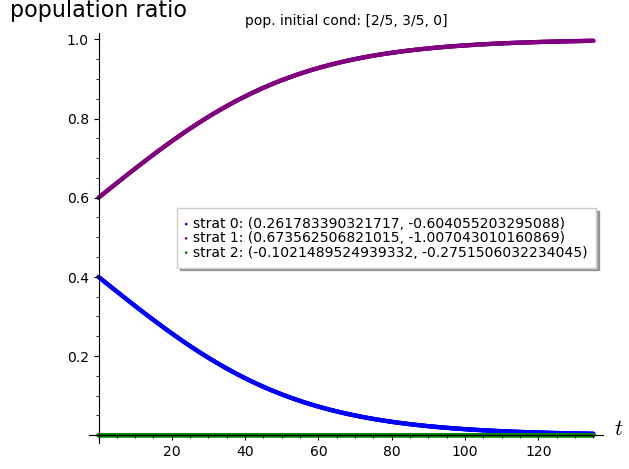 population ratio
pop. initial cond: [2/5, 3/5, 0]
1.0
0.8
0.6
strat 0: (0.261783390321717, -0.604055203295088)
strat 1: (0.673562506821015, -1.007043010160869)
strat 2: (-0.1021489524939332, -0.2751506032234045)
0.4
0.2
t
20 40 60 80 100 120